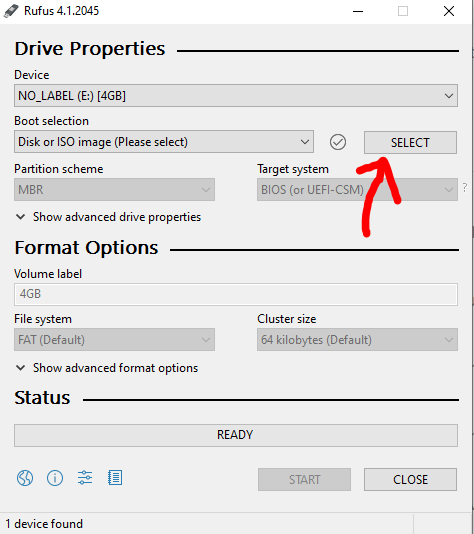 Rufus 4.1.2045
Drive Properties
Device
NO_LABEL (E:) [4GB]
Boot selection
Disk or ISO image (Please select)
SELECT
Partition scheme
Target system
MBR
BIOS (or UEFI-CSM)
?
Show advanced drive properties
Format Options
Volume label
4GB
File system
Cluster size
FAT (Default)
64 kilobytes (Default)
Show advanced format options
Status
READY
START
CLOSE
1 device found